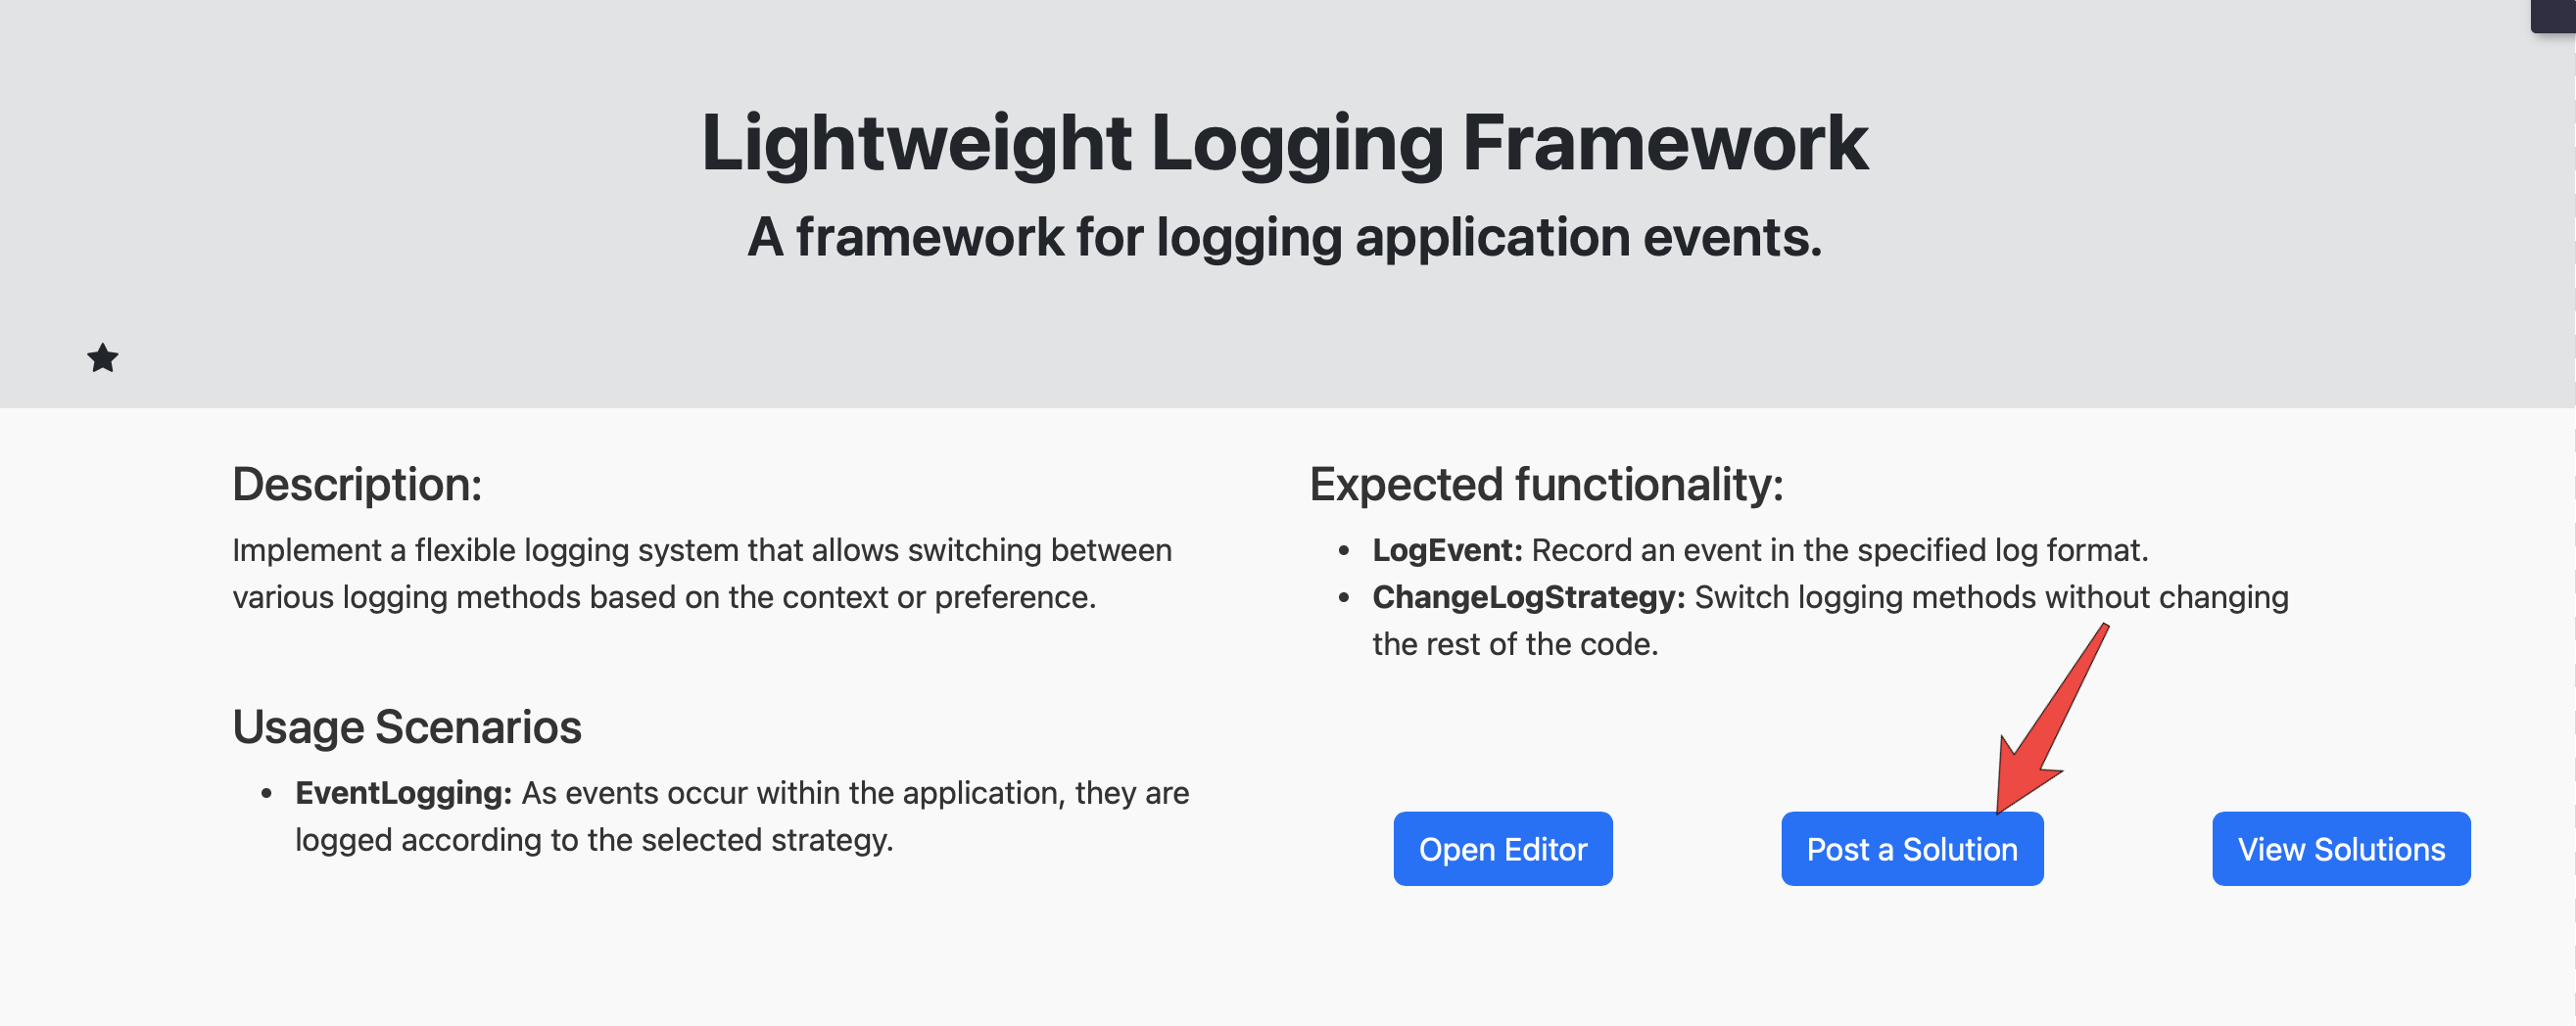 Lightweight Logging Framework
A framework for logging application events.
Description:
Implement a flexible logging system that allows switching between
various logging methods based on the context or preference.
Usage Scenarios
EventLogging: As events occur within the application, they are
logged according to the selected strategy.
Expected functionality:
LogEvent: Record an event in the specified log format.
ChangeLogStrategy: Switch logging methods without changing
the rest of the code.
Open Editor
Post a Solution
View Solutions